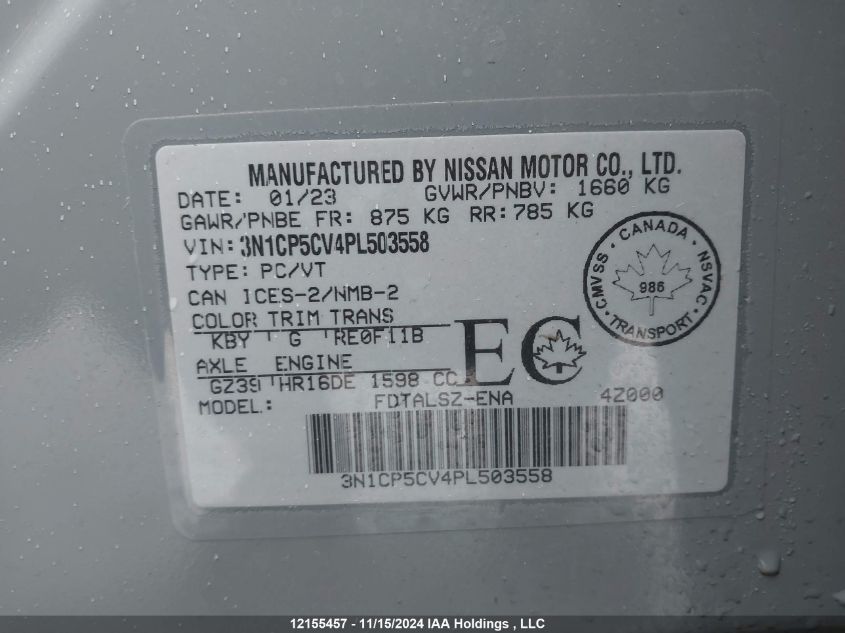 MANUFACTURED BY NISSAN MOTOR CO., LTD.
DATE: 01/23 GVWR/PNBV: 1660 KG
GAWR/PNBE FR: 875 KG RR: 785 KG
VIN: 3N1CP5CV4PL503558
TYPE: PC/VT
CAN ICES-2/NMB-2
COLOR TRIM TRANS
KBY G RE0F11B
AXLE ENGINE
GZ39 HR16DE 1598 CC
MODEL: FDTALSZ-ENA 4Z000
3N1CP5CV4PL503558
CANADA
CMVSS 986 NSVAC
TRANSPORT
EC
12155457 - 11/15/2024 IAA Holdings , LLC